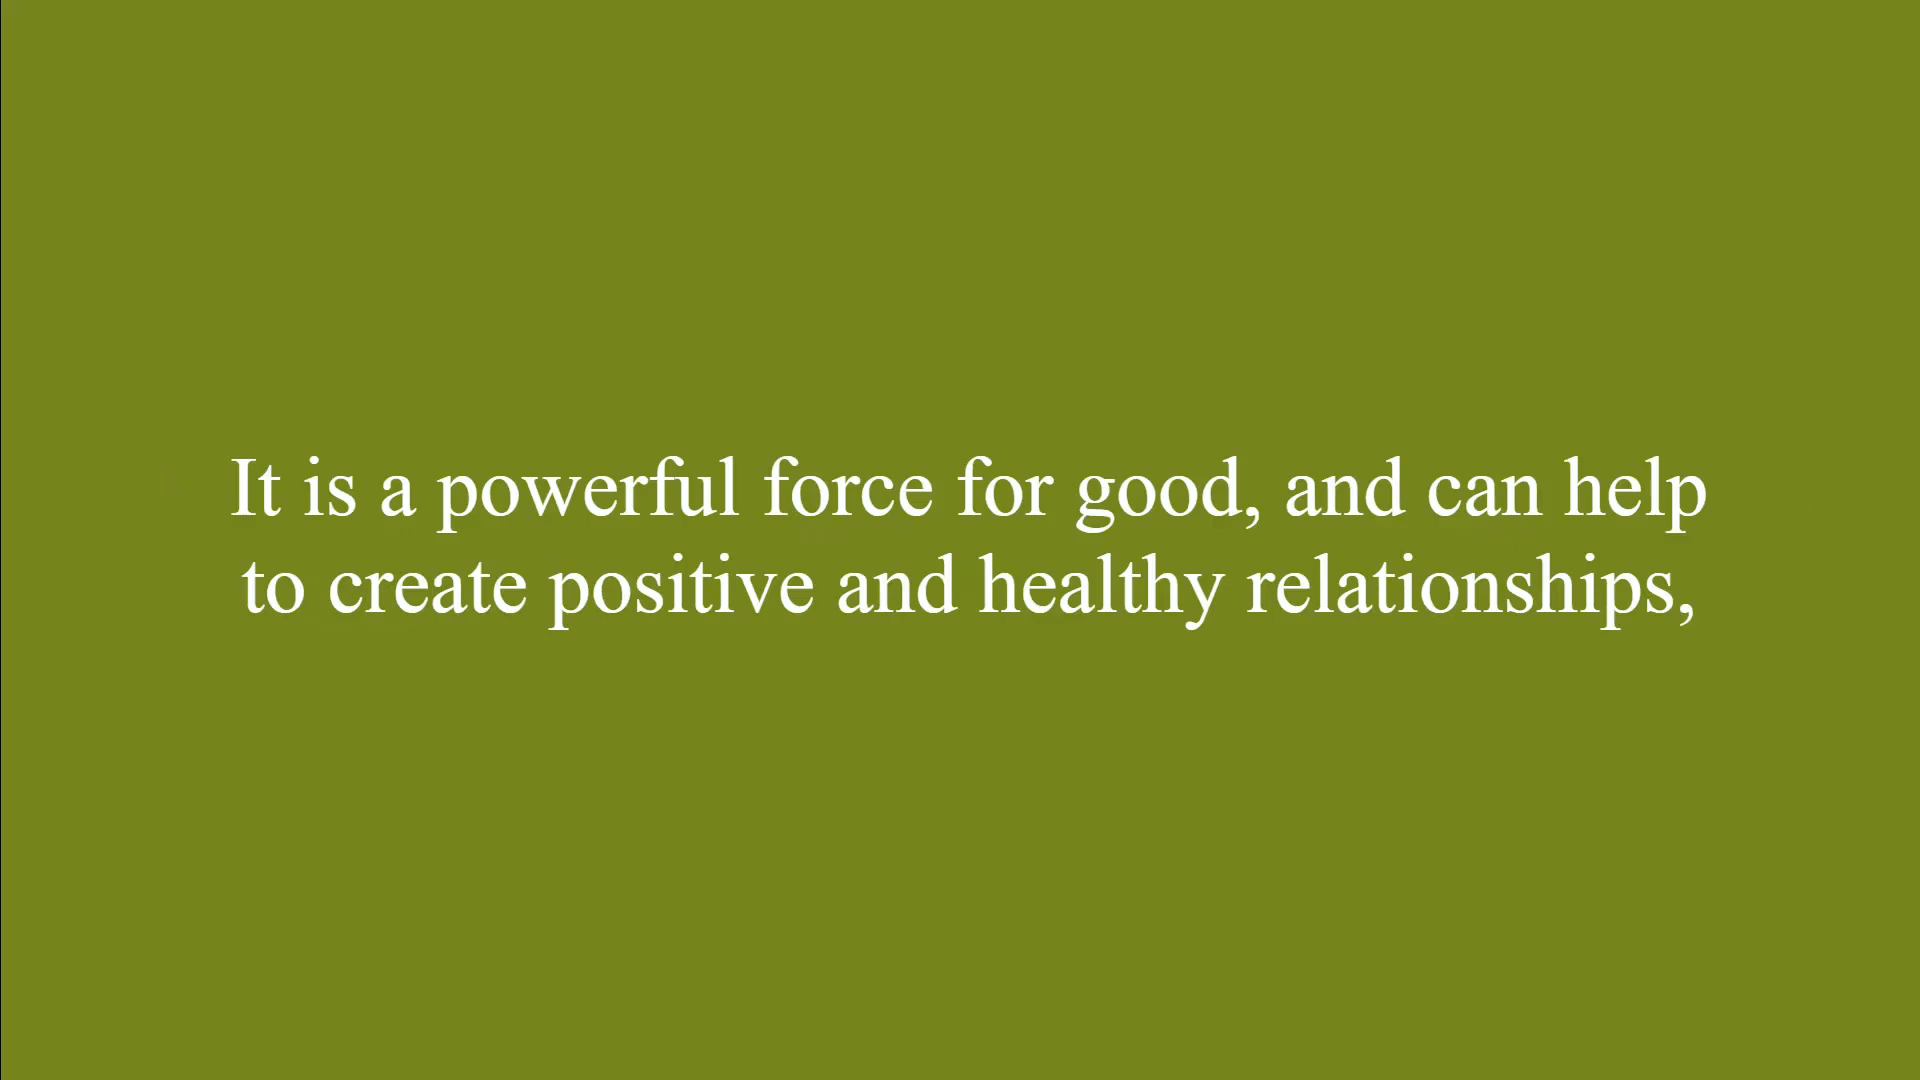 It is a powerful force for good, and can help
to create positive and healthy relationships,